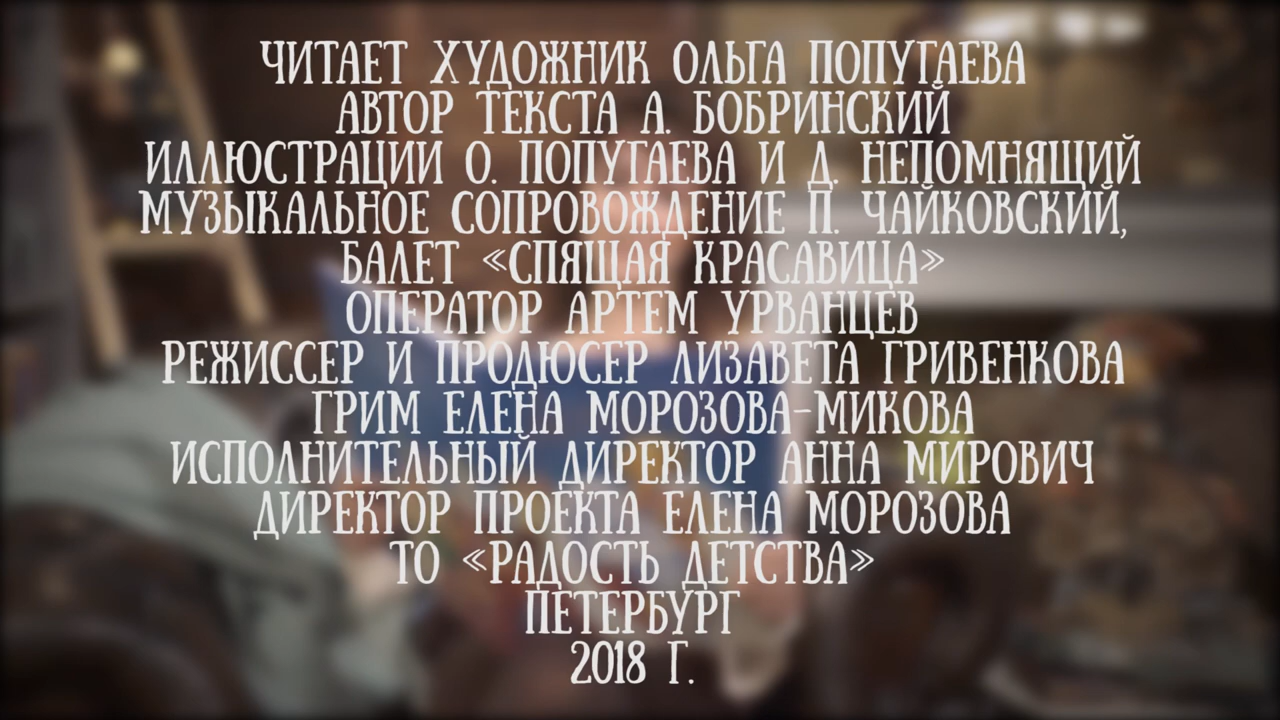 ЧИТАЕТ ХУДОЖНИК ОЛЬГА ПОПУГАЕВА
АВТОР ТЕКСТА А. БОБРИНСКИЙ
ИЛЛЮСТРАЦИИ О. ПОПУГАЕВА И Д. НЕПОМНЯЩИЙ
МУЗЫКАЛЬНОЕ СОПРОВОЖДЕНИЕ П. ЧАЙКОВСКИЙ,
БАЛЕТ «СПЯЩАЯ КРАСАВИЦА»
ОПЕРАТОР АРТЕМ УРВАНЦЕВ
РЕЖИССЕР И ПРОДЮСЕР ЛИЗАВЕТА ГРИВЕНКОВА
ГРИМ ЕЛЕНА МОРОЗОВА-МИКОВА
ИСПОЛНИТЕЛЬНЫЙ ДИРЕКТОР АННА МИРОВИЧ
ДИРЕКТОР ПРОЕКТА ЕЛЕНА МОРОЗОВА
ТО «РАДОСТЬ ДЕТСТВА»
ПЕТЕРБУРГ
2018 Г.